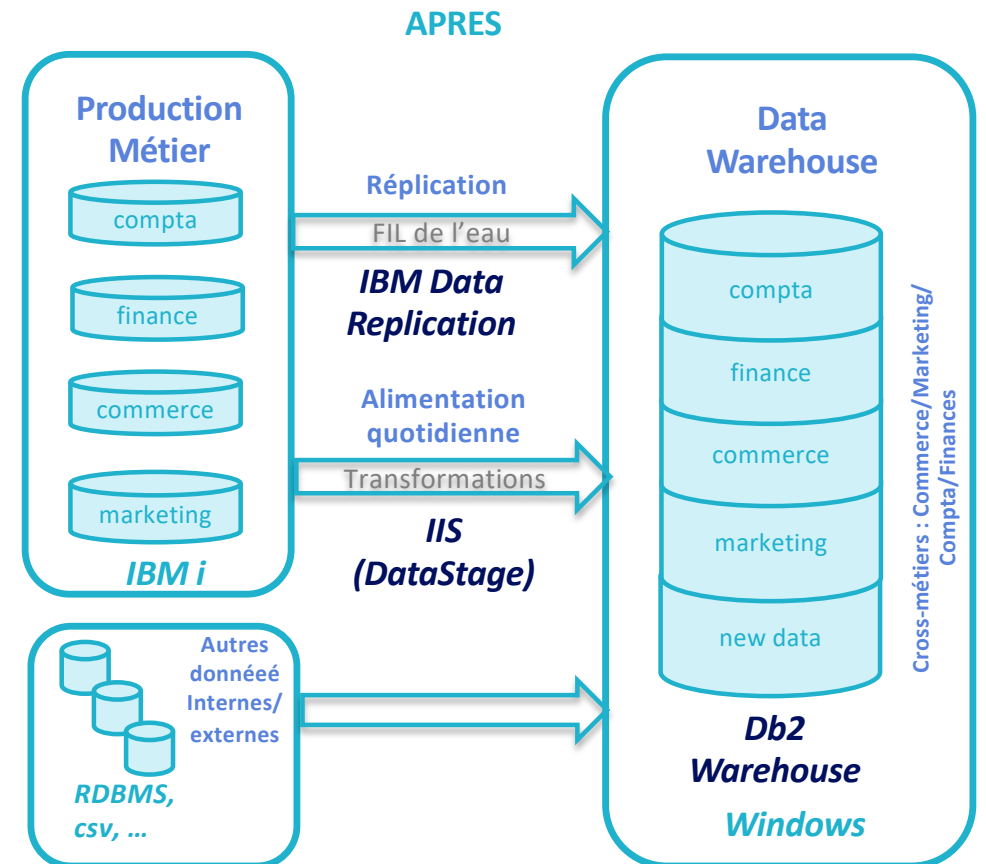 APRES
Production
Métier
compta
finance
commerce
marketing
IBM i
Réplication
FIL de l'eau
IBM Data
Replication
Alimentation
quotidienne
Transformations
IIS
(DataStage)
Data
Warehouse
compta
finance
commerce
marketing
new data
Db2
Warehouse
Windows
Cross-métiers : Commerce/Marketing/
Compta/Finances
Autres
donnéeé
Internes/
externes
RDBMS,
csv, ...